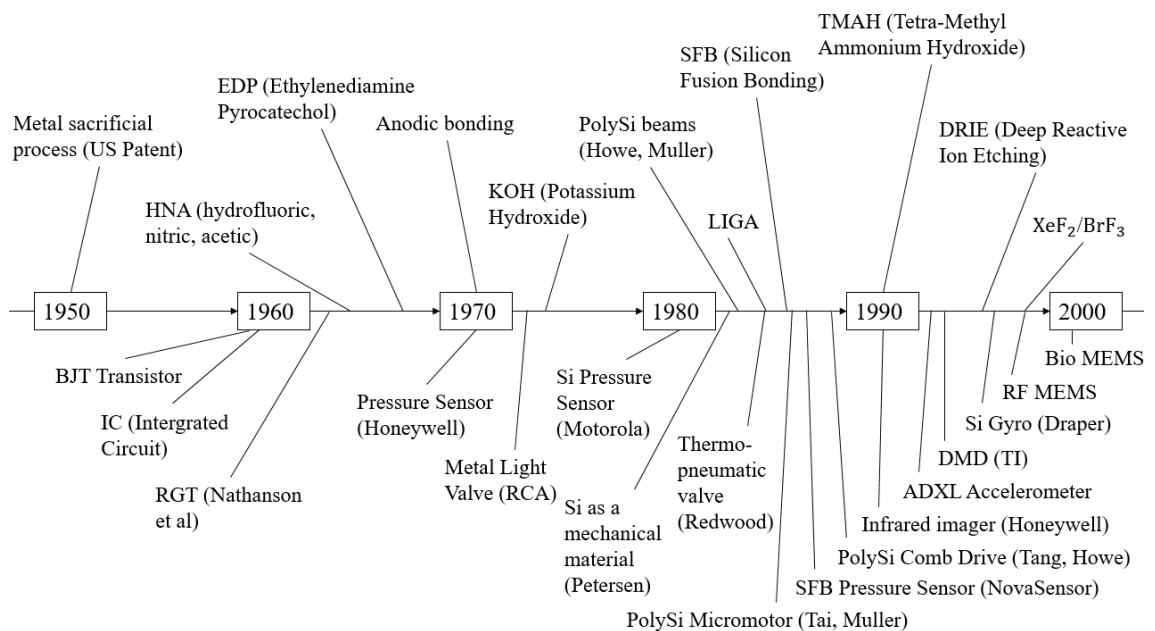 TMAH (Tetra-Methyl
Ammonium Hydroxide)
SFB (Silicon
Fusion Bonding)
EDP (Ethylenediamine
Pyrocatechol)
Metal sacrificial
process (US Patent)
Anodic bonding
PolySi beams
(Howe, Muller)
DRIE (Deep Reactive
Ion Etching)
KOH (Potassium
Hydroxide)
HNA (hydrofluoric,
nitric, acetic)
LIGA
XeF₂/BrF₃
1950
1960
1970
1980
1990
2000
BJT Transistor
IC (Intergrated
Circuit)
RGT (Nathanson
et al)
Pressure Sensor
(Honeywell)
Metal Light
Valve (RCA)
Si Pressure
Sensor
(Motorola)
Si as a
mechanical
material
(Petersen)
Thermo-
pneumatic
valve
(Redwood)
Bio MEMS
RF MEMS
Si Gyro (Draper)
DMD (TI)
ADXL Accelerometer
Infrared imager (Honeywell)
PolySi Comb Drive (Tang, Howe)
SFB Pressure Sensor (NovaSensor)
PolySi Micromotor (Tai, Muller)